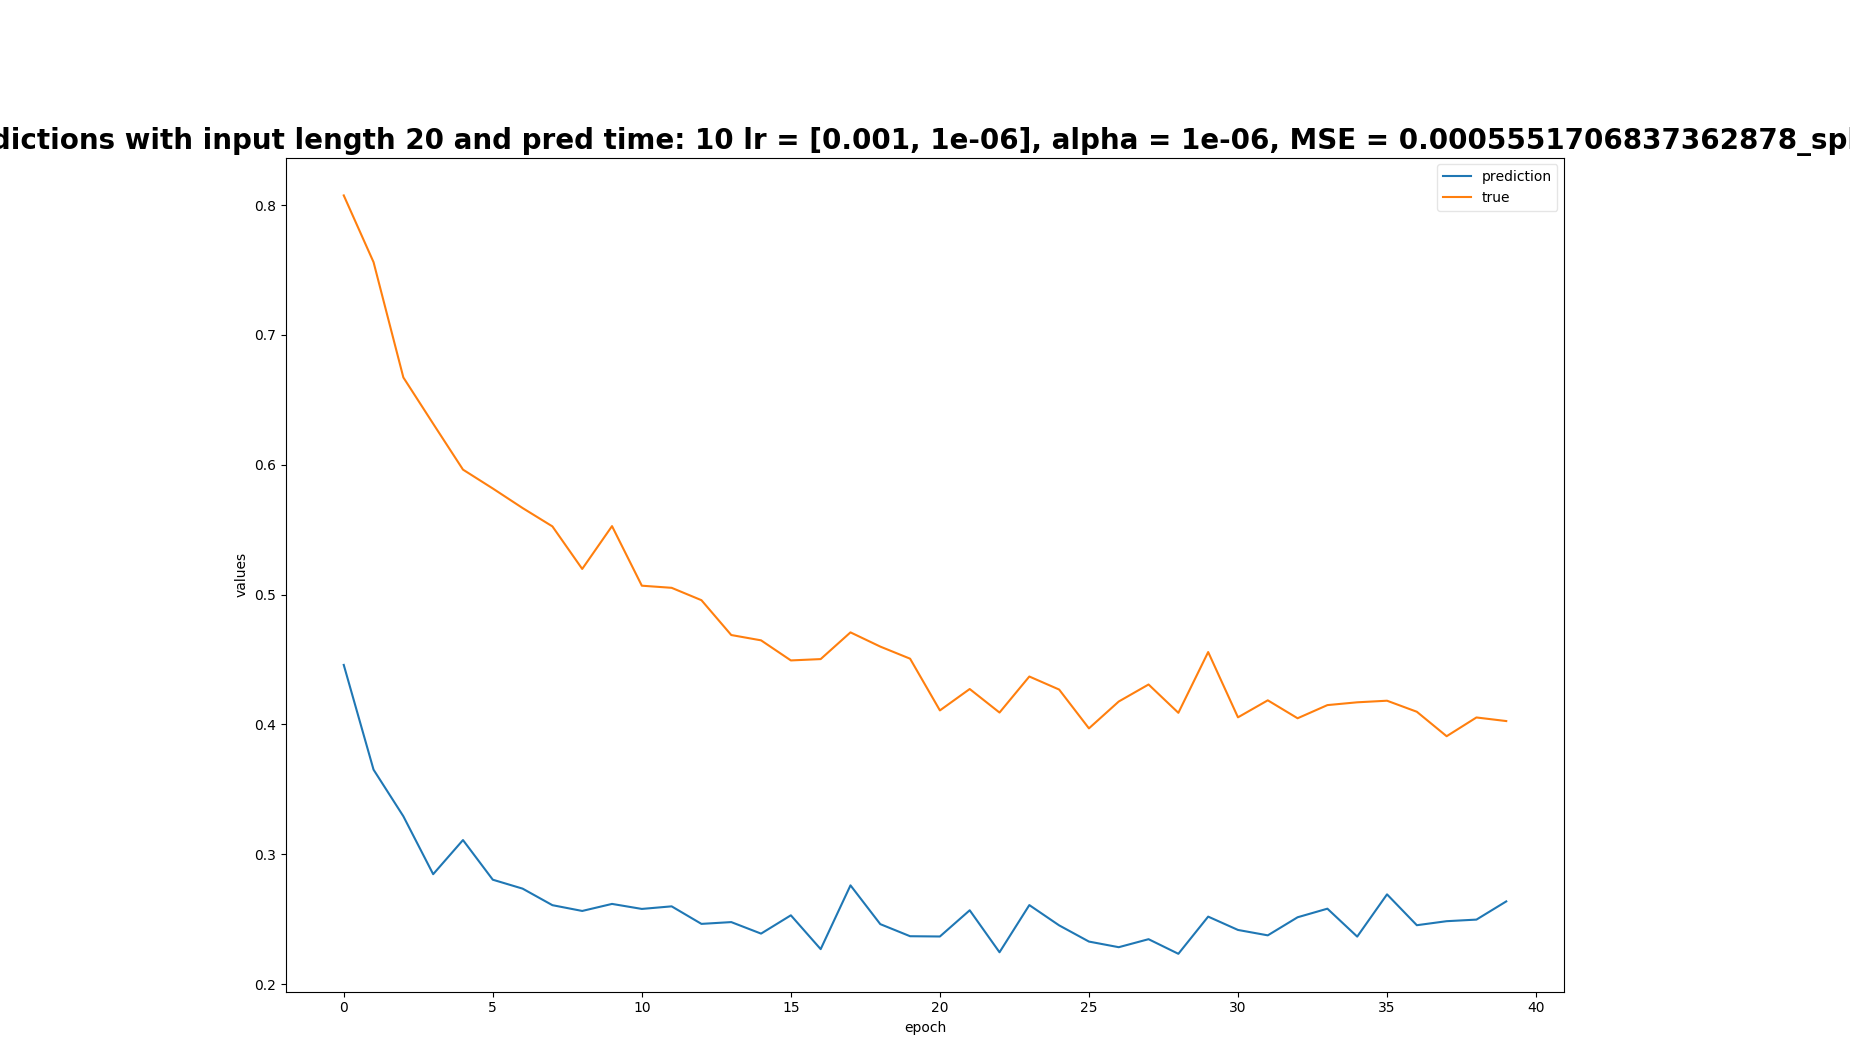 dictions with input length 20 and pred time: 10 lr = [0.001, 1e-06], alpha = 1e-06, MSE = 0.0005551706837362878_spl
prediction
true
0.8
0.7
0.6
0.5
0.4
0.3
0.2
values
0 5 10 15 20 25 30 35 40
epoch